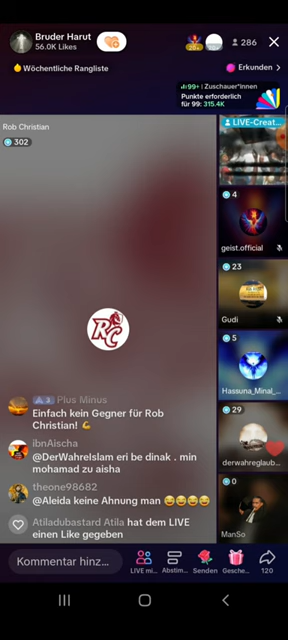 Bruder Harut
56.0K Likes
20+
286
Wöchentliche Rangliste
Erkunden
99+ | Zuschauer*innen
Punkte erforderlich
für 99: 315.4K
Rob Christian
302
LIVE-Creat...
4
geist.official
23
Gudi
5
Hassuna_Minal_...
29
derwahreglaub...
0
ManSo
RC
3 Plus Minus
Einfach kein Gegner für Rob
Christian! 💪
ibnAischa
@DerWahreIslam eri be dinak . min
mohamad zu aisha
theone98682
@Aleida keine Ahnung man 😂😂😂😂
Atiladubastard Atila hat dem LIVE
einen Like gegeben
Kommentar hinz...
LIVE mi...
Abstim...
Senden
Gesche...
120